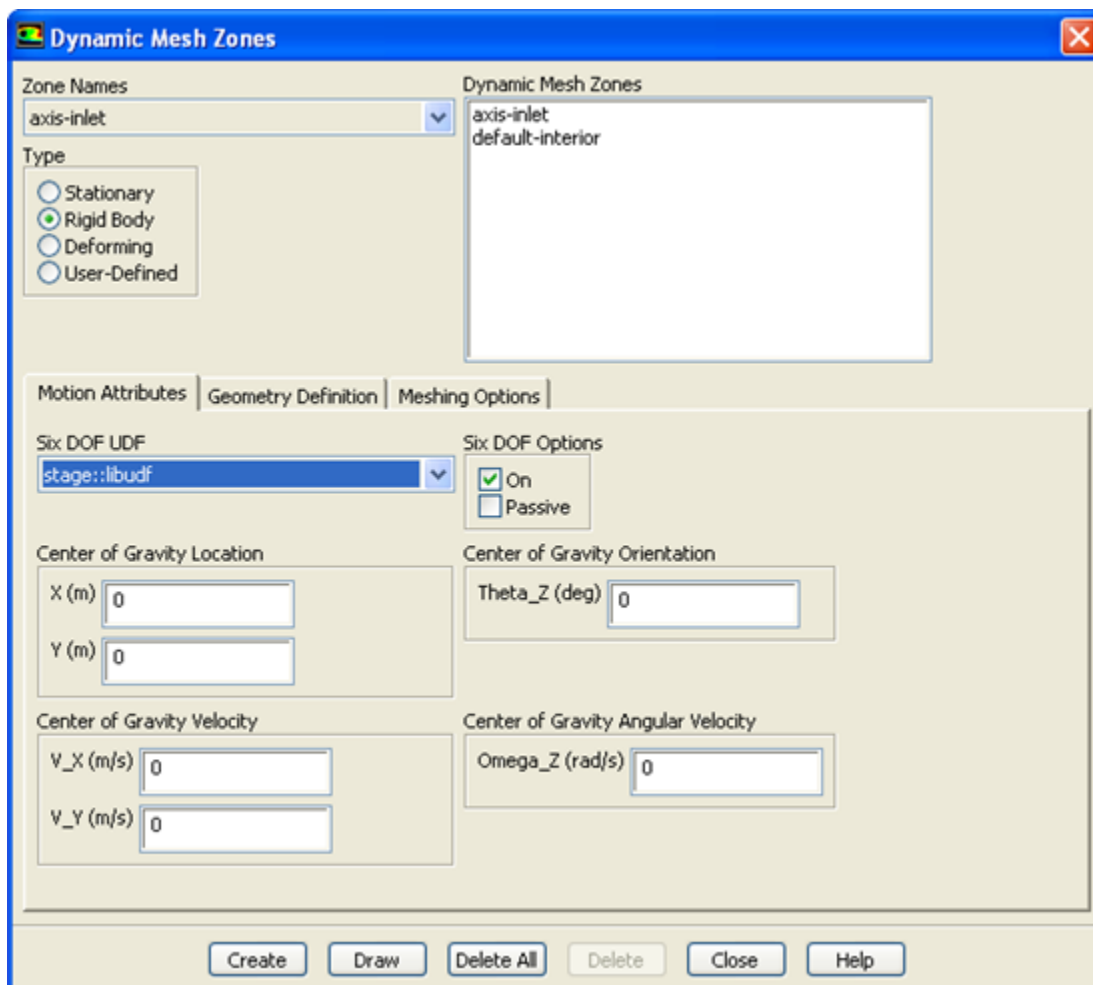 Dynamic Mesh Zones
Zone Names
axis-inlet
Type
Stationary
Rigid Body
Deforming
User-Defined
Dynamic Mesh Zones
axis-inlet
default-interior
Motion Attributes Geometry Definition Meshing Options
Six DOF UDF
stage::libudf
Six DOF Options
On
Passive
Center of Gravity Location
X (m) 0
Y (m) 0
Center of Gravity Orientation
Theta_Z (deg) 0
Center of Gravity Velocity
V_X (m/s) 0
V_Y (m/s) 0
Center of Gravity Angular Velocity
Omega_Z (rad/s) 0
Create Draw Delete All Delete Close Help